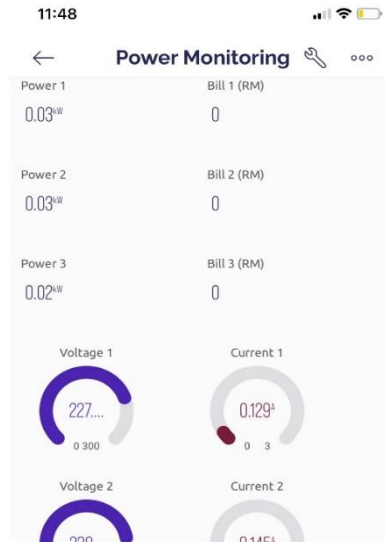 11:48
Power Monitoring
Power 1 Bill 1 (RM)
0.03kW 0
Power 2 Bill 2 (RM)
0.03kW 0
Power 3 Bill 3 (RM)
0.02kW 0
Voltage 1 Current 1
227.... 0.129A
0 300 0 3
Voltage 2 Current 2
0.145A